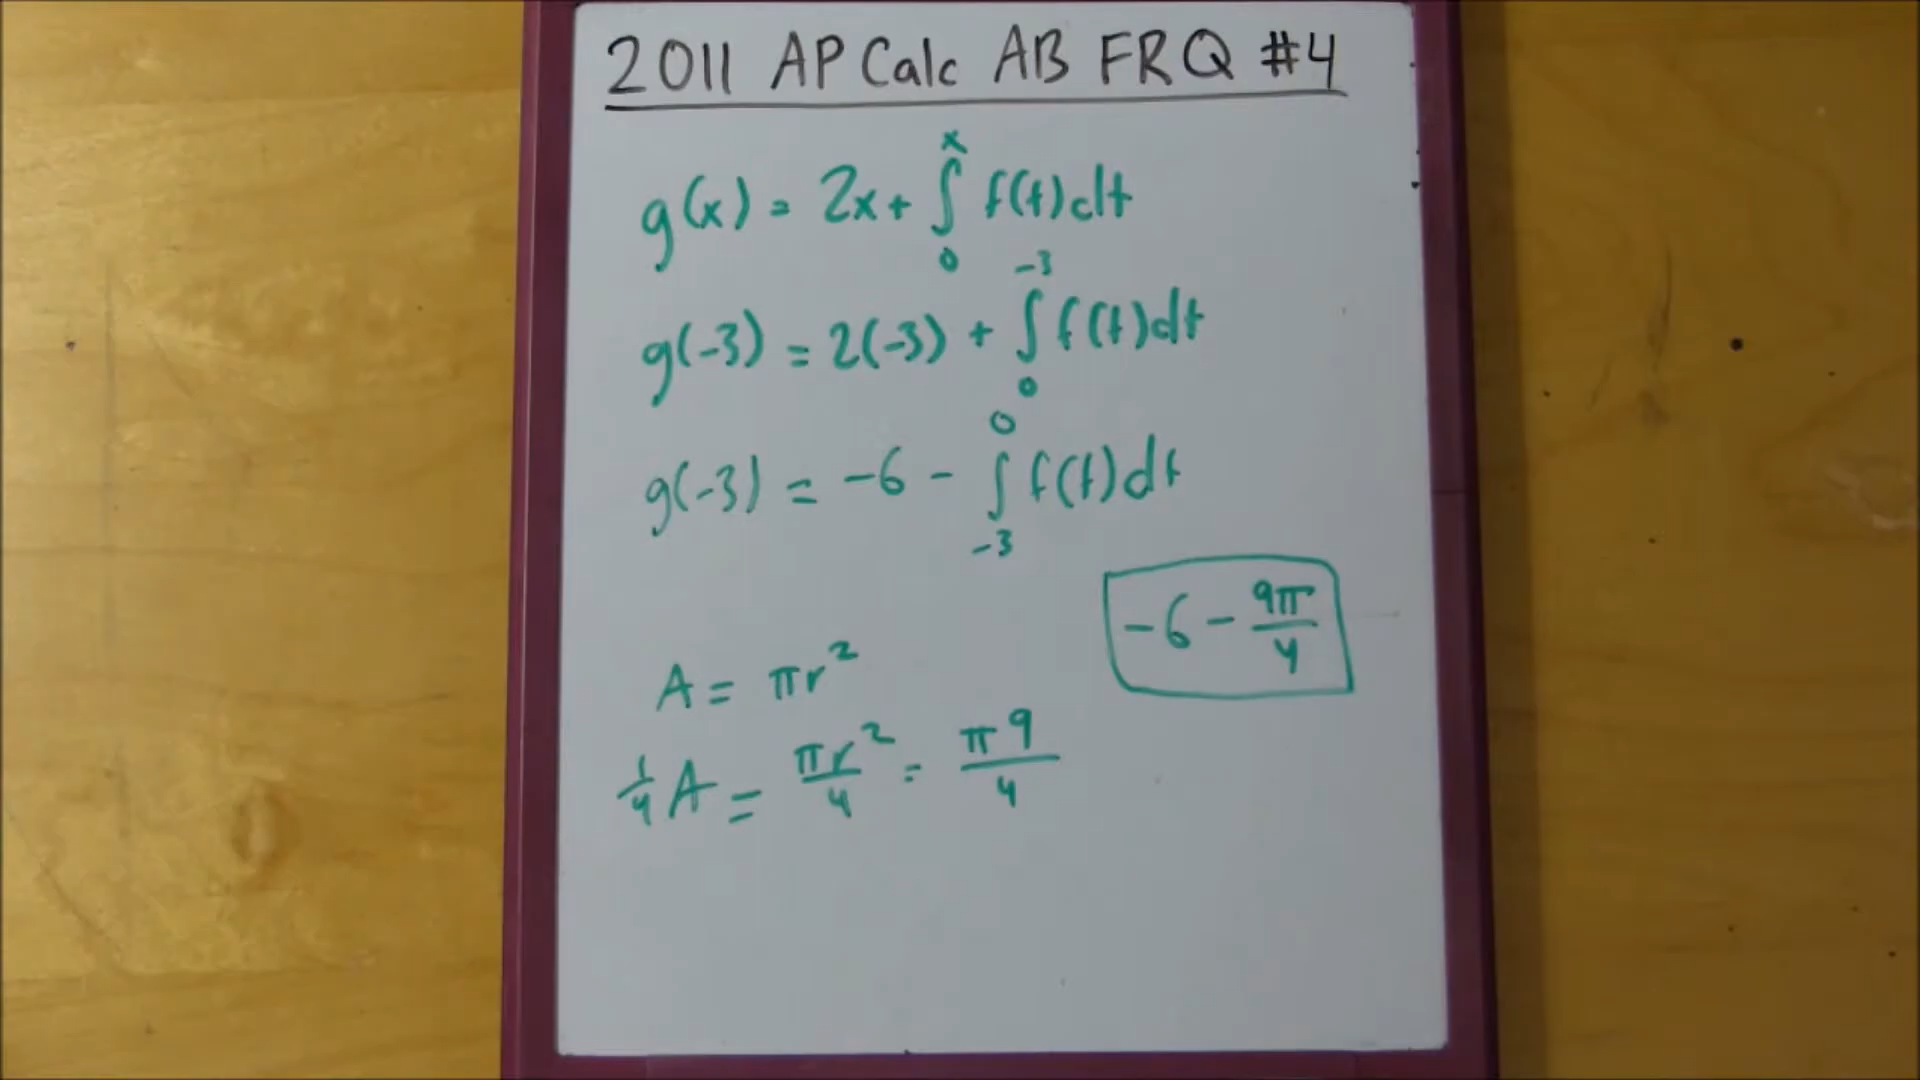 2011 AP Calc AB FRQ #4
g(x) = 2x + ∫₀ˣ f(t)dt
g(-3) = 2(-3) + ∫₀⁻³ f(t)dt
g(-3) = -6 - ∫₋₃⁰ f(t)dt
-6 - 9π/4
A = πr²
1/4 A = πr²/4 = π9/4